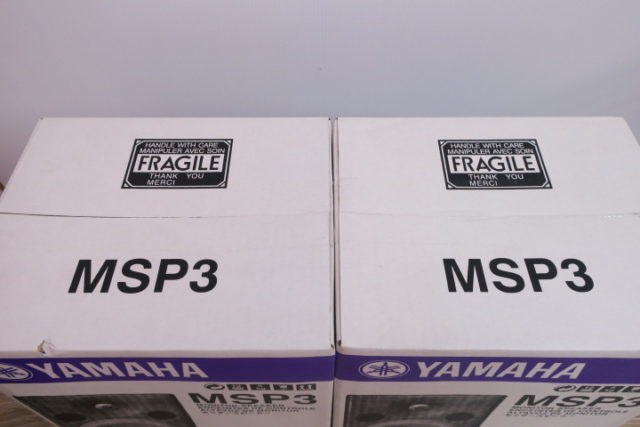 HANDLE WITH CARE
MANIPULER AVEC SOIN
FRAGILE
THANK YOU
MERCI
MSP3
YAMAHA
MSP3
HANDLE WITH CARE
MANIPULER AVEC SOIN
FRAGILE
THANK YOU
MERCI
MSP3
YAMAHA
MSP3